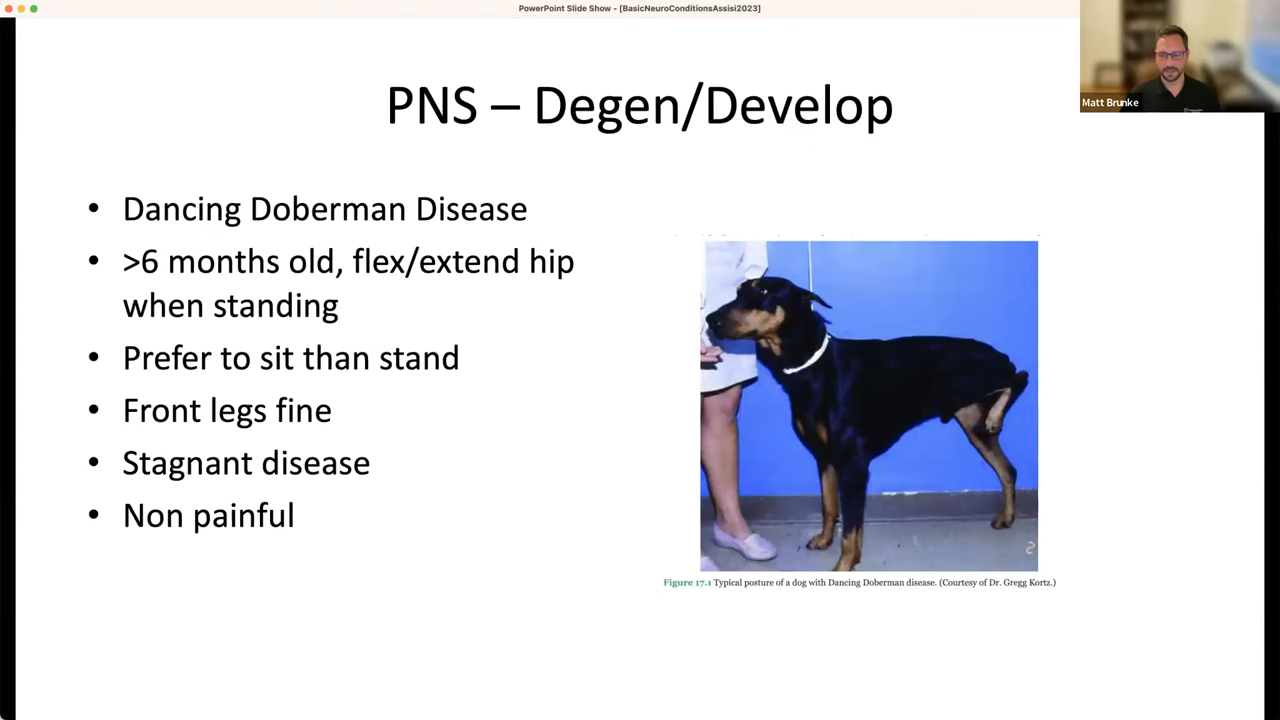 PowerPoint Slide Show - [BasicNeuroConditionsAssisi2023]
Matt Brunke
PNS – Degen/Develop
• Dancing Doberman Disease
• >6 months old, flex/extend hip
when standing
• Prefer to sit than stand
• Front legs fine
• Stagnant disease
• Non painful
2
Figure 17.1 Typical posture of a dog with Dancing Doberman disease. (Courtesy of Dr. Gregg Kortz.)